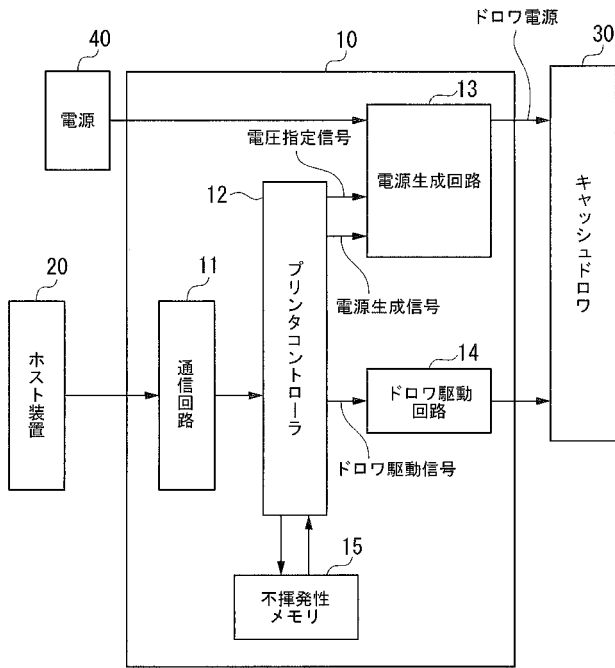 ドロワ電源
30
40
10
13
電源
電圧指定信号
電源生成回路
12
キャッシュドロワ
20
11
電源生成信号
プリンタコントローラ
ホスト装置
通信回路
14
ドロワ駆動
回路
ドロワ駆動信号
15
不揮発性
メモリ